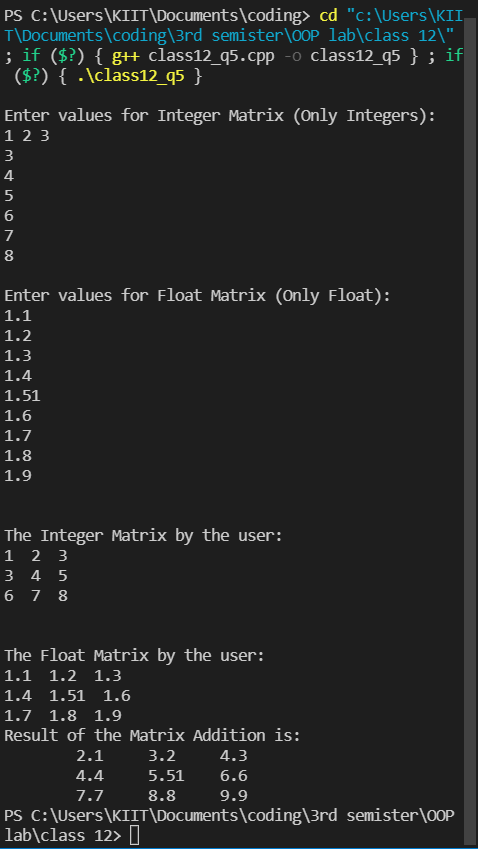 PS C:\Users\KIIT\Documents\coding> cd "c:\Users\KII
T\Documents\coding\3rd semister\OOP lab\class 12\"
; if ($?) { g++ class12_q5.cpp -o class12_q5 } ; if
 ($?) { .\class12_q5 }

Enter values for Integer Matrix (Only Integers):
1 2 3
3
4
5
6
7
8

Enter values for Float Matrix (Only Float):
1.1
1.2
1.3
1.4
1.51
1.6
1.7
1.8
1.9

The Integer Matrix by the user:
1  2  3
3  4  5
6  7  8

The Float Matrix by the user:
1.1  1.2  1.3
1.4  1.51  1.6
1.7  1.8  1.9
Result of the Matrix Addition is:
        2.1     3.2     4.3
        4.4     5.51    6.6
        7.7     8.8     9.9
PS C:\Users\KIIT\Documents\coding\3rd semister\OOP
lab\class 12>